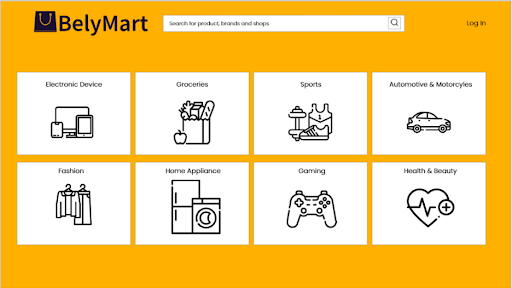 BelyMart
Search for product, brands and shops
Log In
Electronic Device
Groceries
Sports
Automotive & Motorcyles
Fashion
Home Appliance
Gaming
Health & Beauty